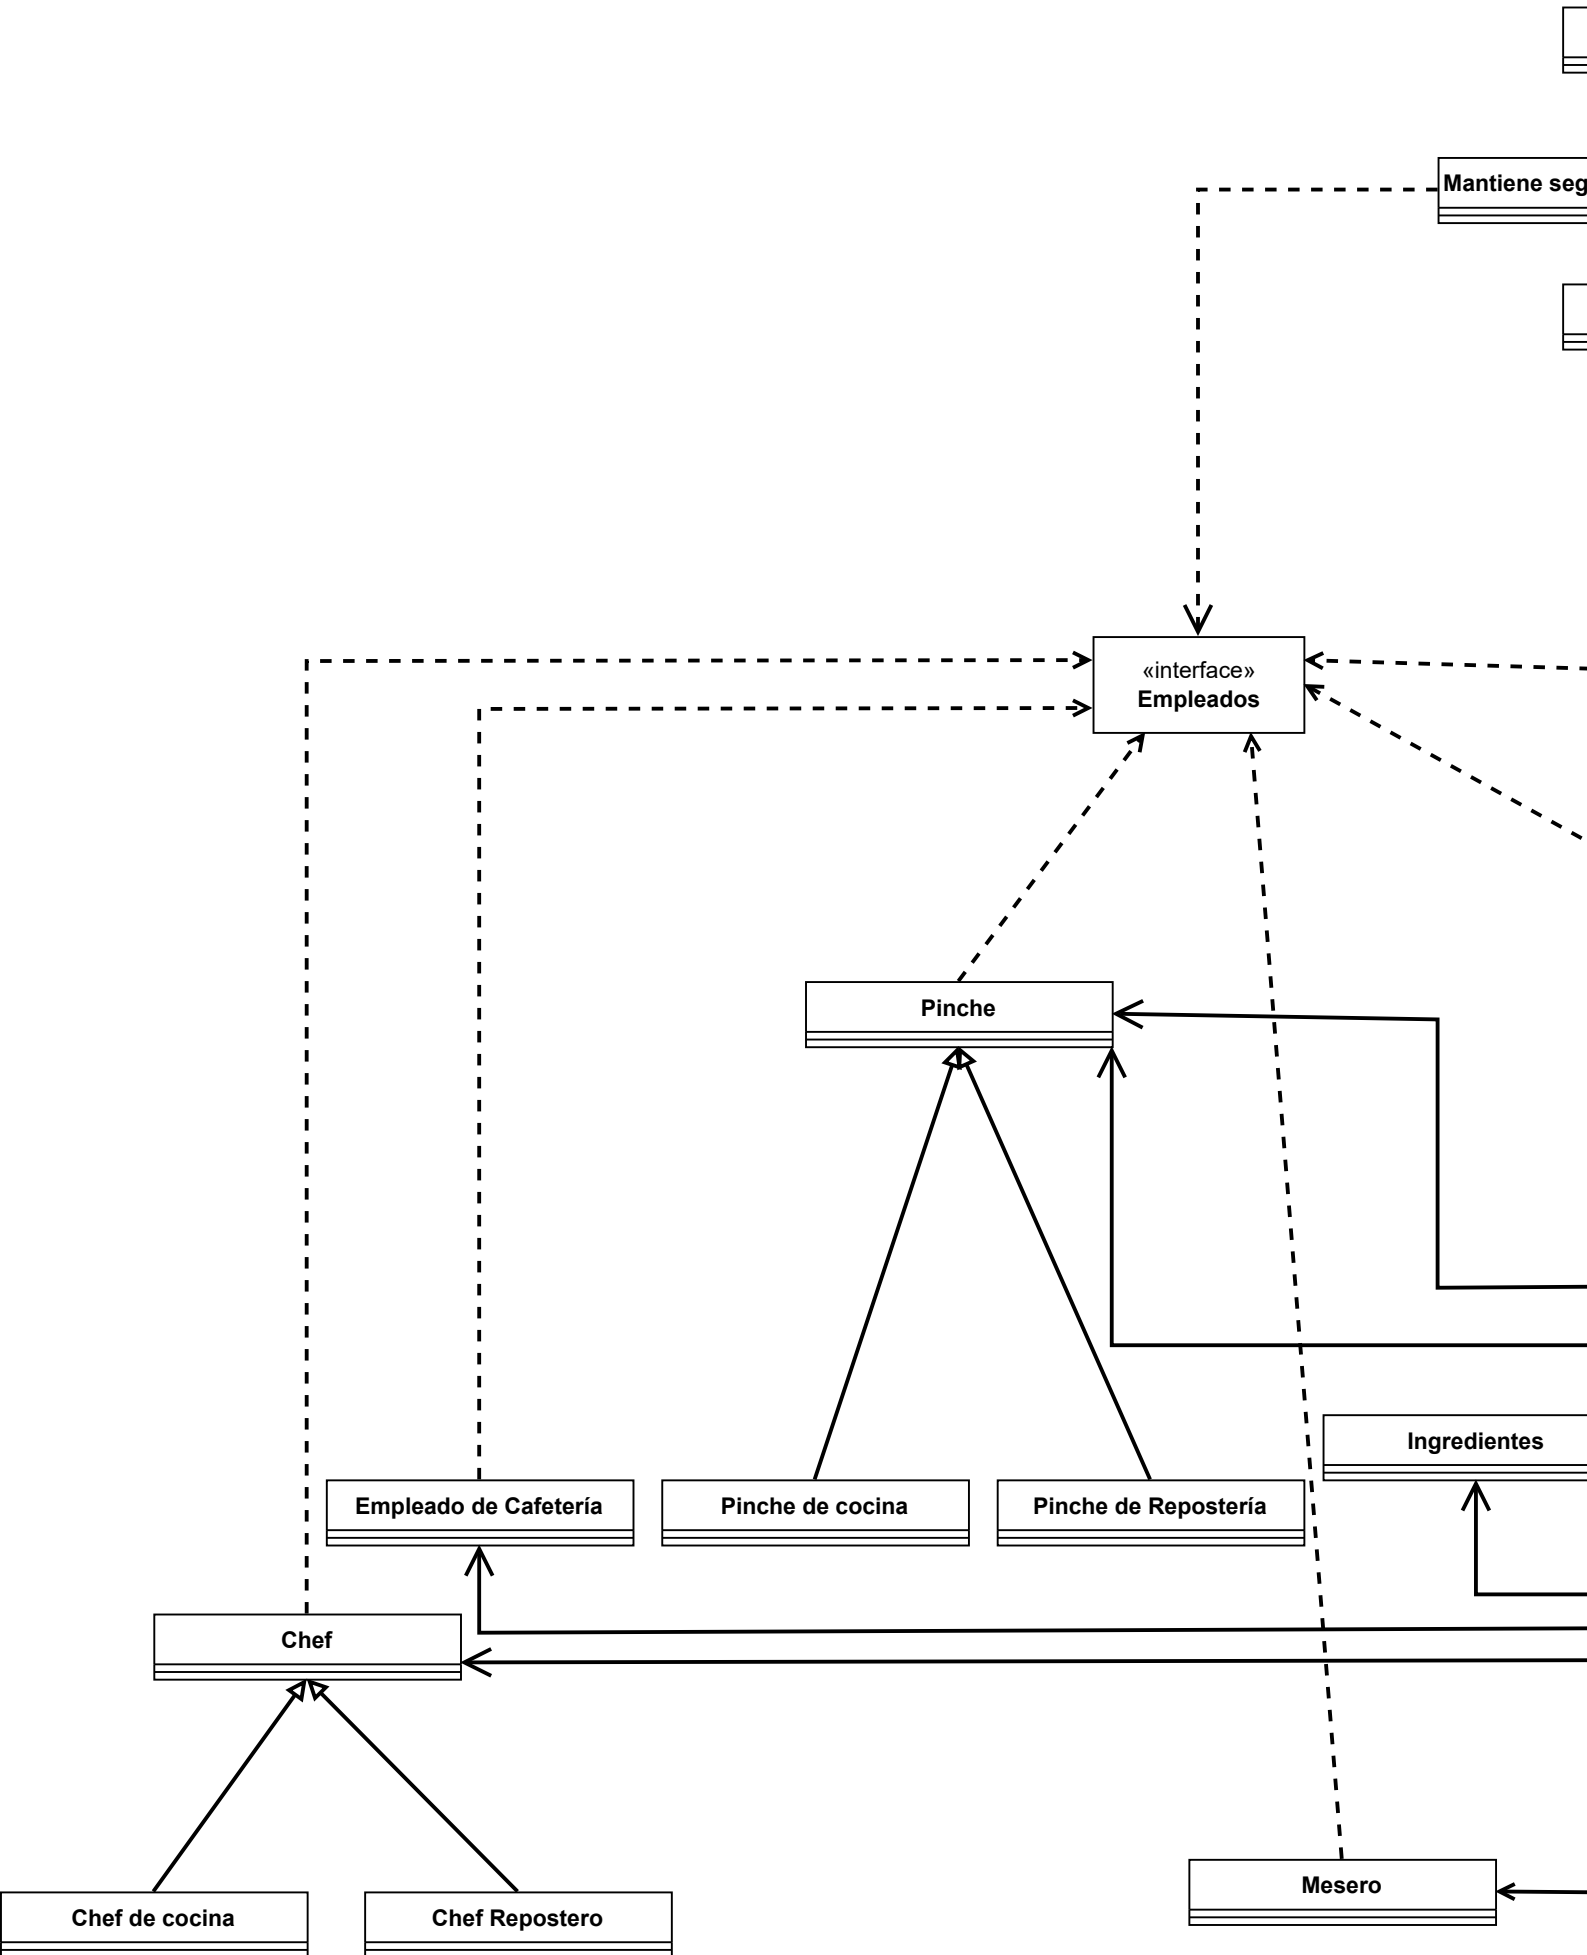 Mantiene seg
«interface»
Empleados
Pinche
Ingredientes
Empleado de Cafetería
Pinche de cocina
Pinche de Repostería
Chef
Mesero
Chef de cocina
Chef Repostero